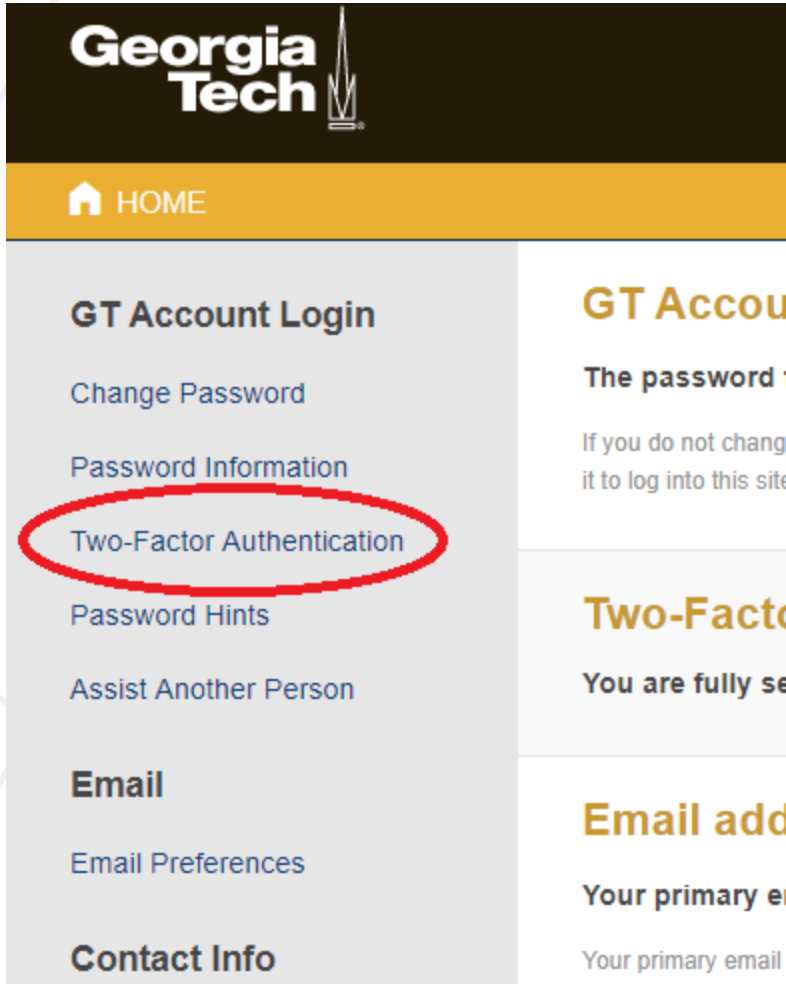 Georgia
Tech
HOME
GT Account Login
Change Password
Password Information
Two-Factor Authentication
Password Hints
Assist Another Person
Email
Email Preferences
Contact Info
GT Accou
The password
If you do not chang
it to log into this site
Two-Facto
You are fully se
Email add
Your primary e
Your primary email